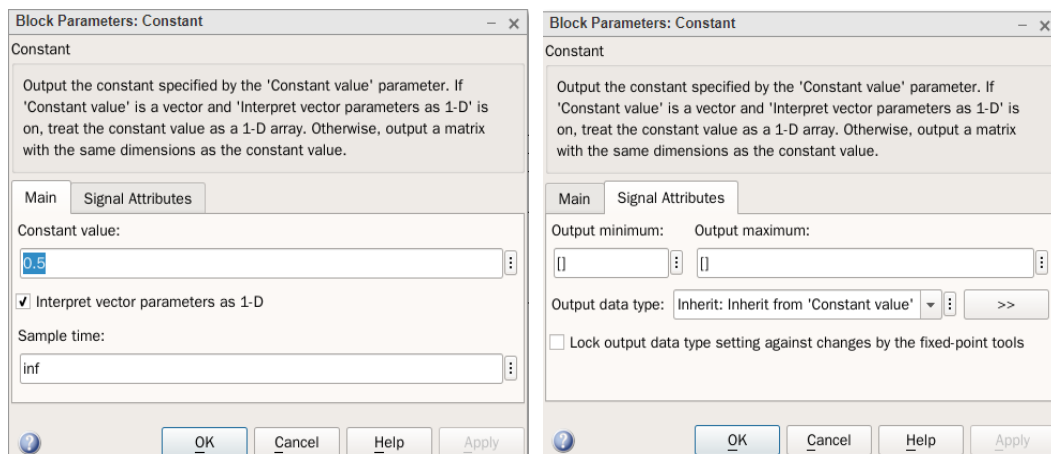 Block Parameters: Constant
Constant
Output the constant specified by the 'Constant value' parameter. If
'Constant value' is a vector and 'Interpret vector parameters as 1-D' is
on, treat the constant value as a 1-D array. Otherwise, output a matrix
with the same dimensions as the constant value.
Main Signal Attributes
Constant value:
0.5
Interpret vector parameters as 1-D
Sample time:
inf
OK Cancel Help Apply
Block Parameters: Constant
Constant
Output the constant specified by the 'Constant value' parameter. If
'Constant value' is a vector and 'Interpret vector parameters as 1-D' is
on, treat the constant value as a 1-D array. Otherwise, output a matrix
with the same dimensions as the constant value.
Main Signal Attributes
Output minimum: Output maximum:
[] []
Output data type: Inherit: Inherit from 'Constant value' >>
Lock output data type setting against changes by the fixed-point tools
OK Cancel Help Apply